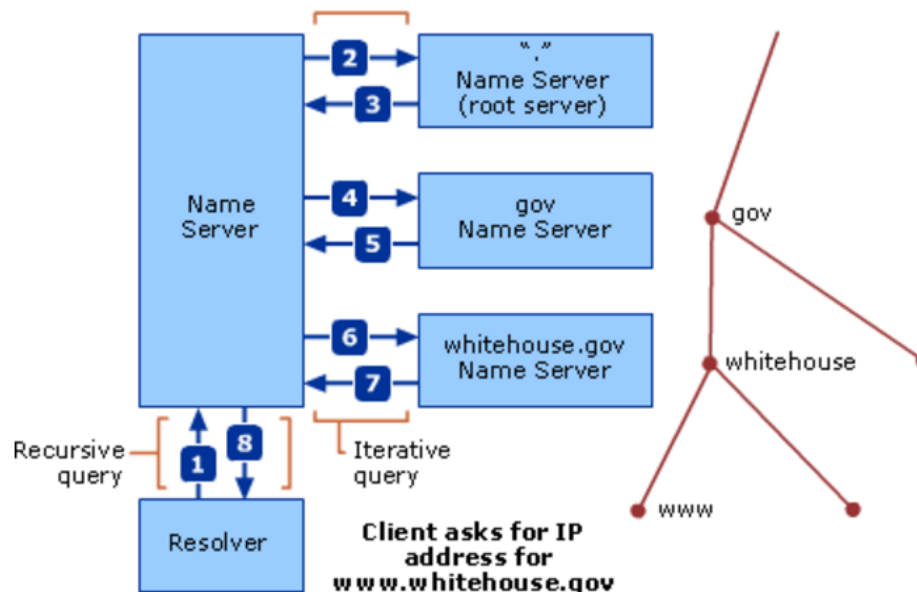 2
"."
Name Server
(root server)
3
Name
Server
4
gov
Name Server
5
gov
6
whitehouse.gov
Name Server
7
whitehouse
Recursive
query
1
8
Iterative
query
www
Resolver
Client asks for IP
address for
www.whitehouse.gov